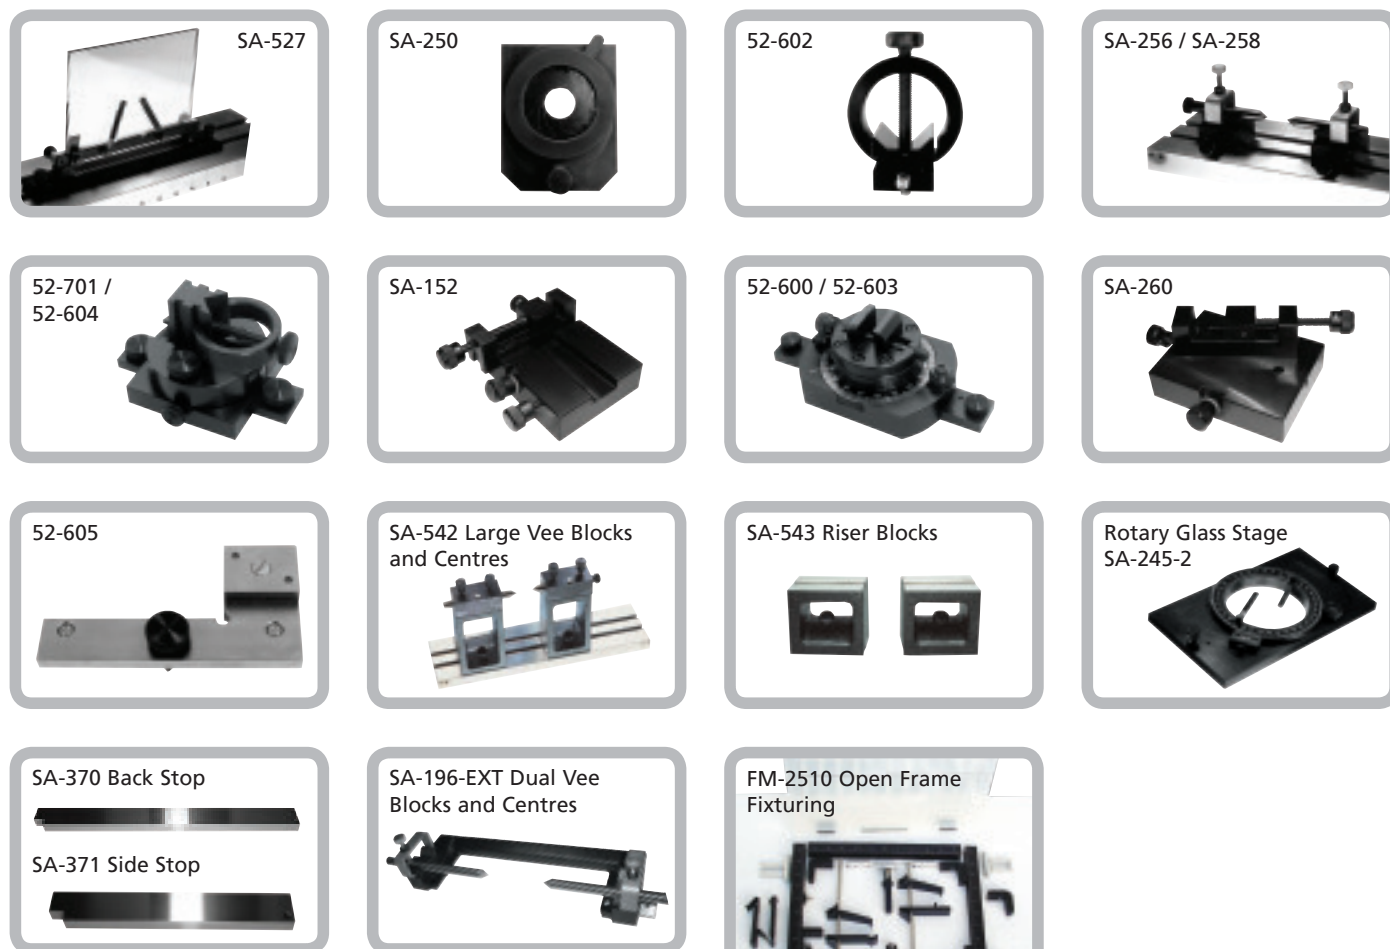 SA-527
SA-250
52-602
SA-256 / SA-258
52-701 /
52-604
SA-152
52-600 / 52-603
SA-260
52-605
SA-542 Large Vee Blocks
and Centres
SA-543 Riser Blocks
Rotary Glass Stage
SA-245-2
SA-370 Back Stop
SA-371 Side Stop
SA-196-EXT Dual Vee
Blocks and Centres
FM-2510 Open Frame
Fixturing